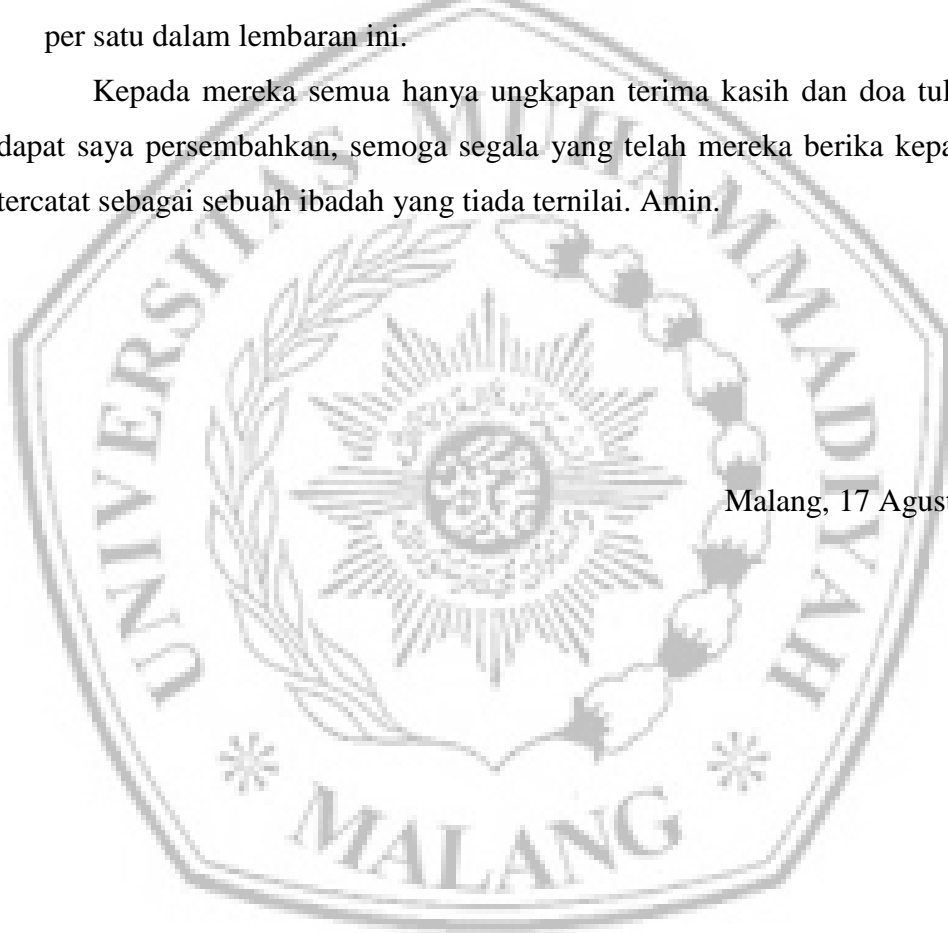 per satu dalam lembaran ini.
Kepada mereka semua hanya ungkapan terima kasih dan doa tul
dapat saya persembahkan, semoga segala yang telah mereka berika kepa
tercatat sebagai sebuah ibadah yang tiada ternilai. Amin.
Malang, 17 Agust
UNIVERSITAS MUHAMMADIYAH
MALANG